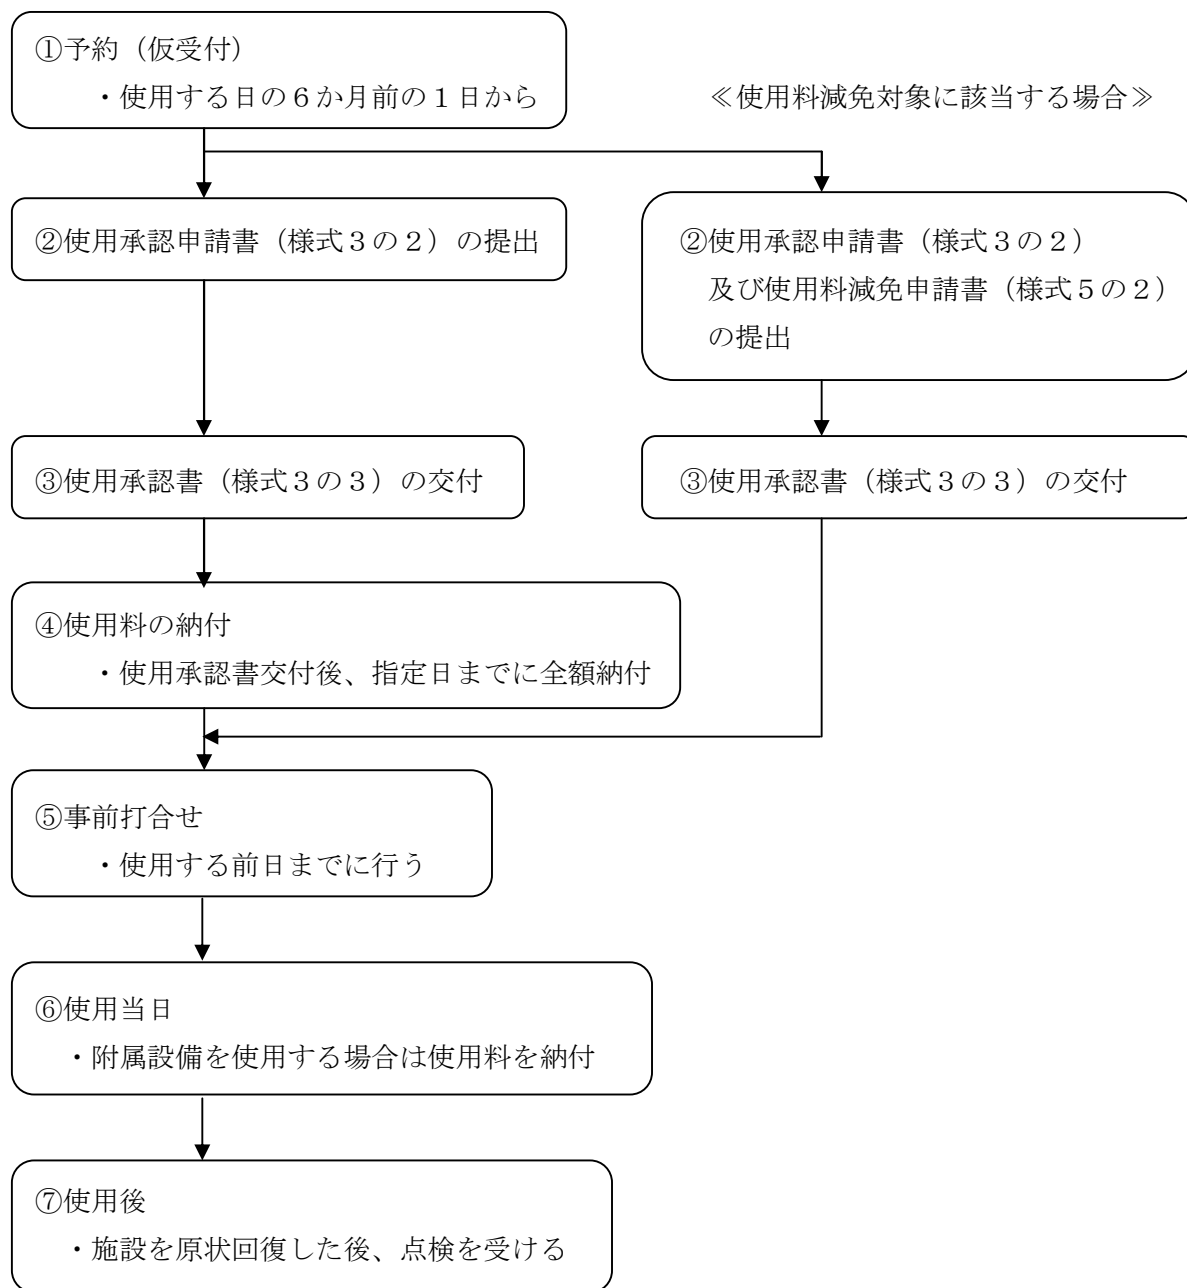 ①予約（仮受付）
・使用する日の６か月前の１日から
≪使用料減免対象に該当する場合≫
②使用承認申請書（様式３の２）の提出
②使用承認申請書（様式３の２）
及び使用料減免申請書（様式５の２）
の提出
③使用承認書（様式３の３）の交付
③使用承認書（様式３の３）の交付
④使用料の納付
・使用承認書交付後、指定日までに全額納付
⑤事前打合せ
・使用する前日までに行う
⑥使用当日
・附属設備を使用する場合は使用料を納付
⑦使用後
・施設を原状回復した後、点検を受ける